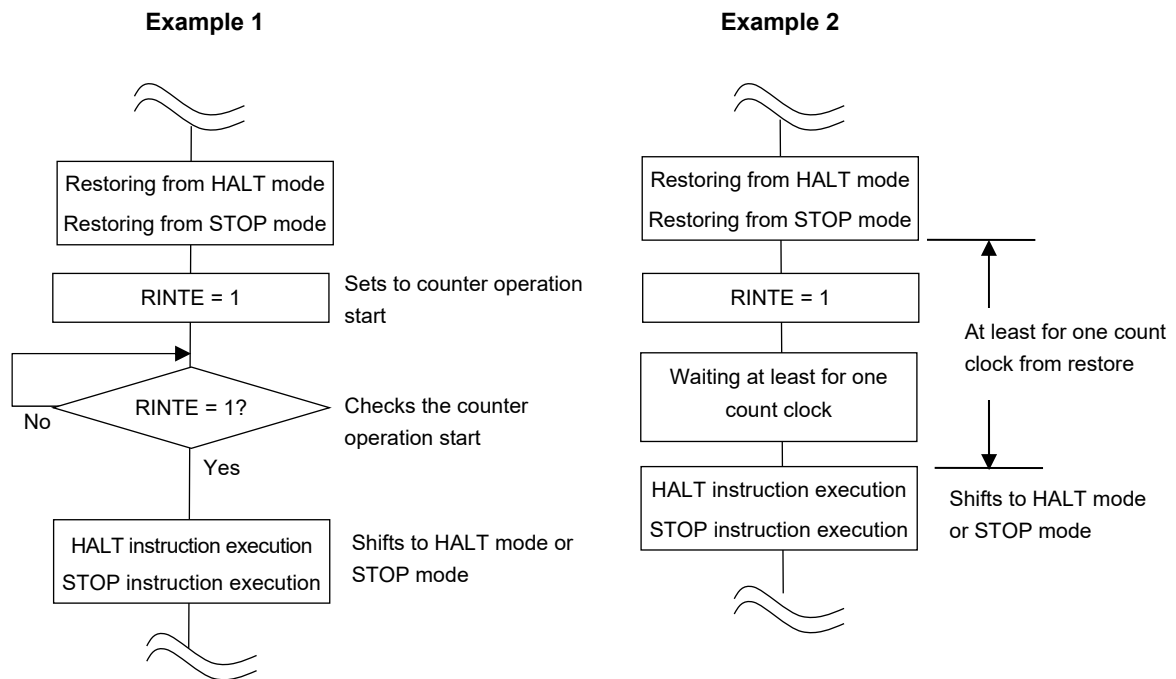 Example 1
Restoring from HALT mode
Restoring from STOP mode
RINTE = 1
Sets to counter operation
start
RINTE = 1?
No
Checks the counter
operation start
Yes
HALT instruction execution
STOP instruction execution
Shifts to HALT mode or
STOP mode
Example 2
Restoring from HALT mode
Restoring from STOP mode
RINTE = 1
At least for one count
clock from restore
Waiting at least for one
count clock
HALT instruction execution
STOP instruction execution
Shifts to HALT mode
or STOP mode